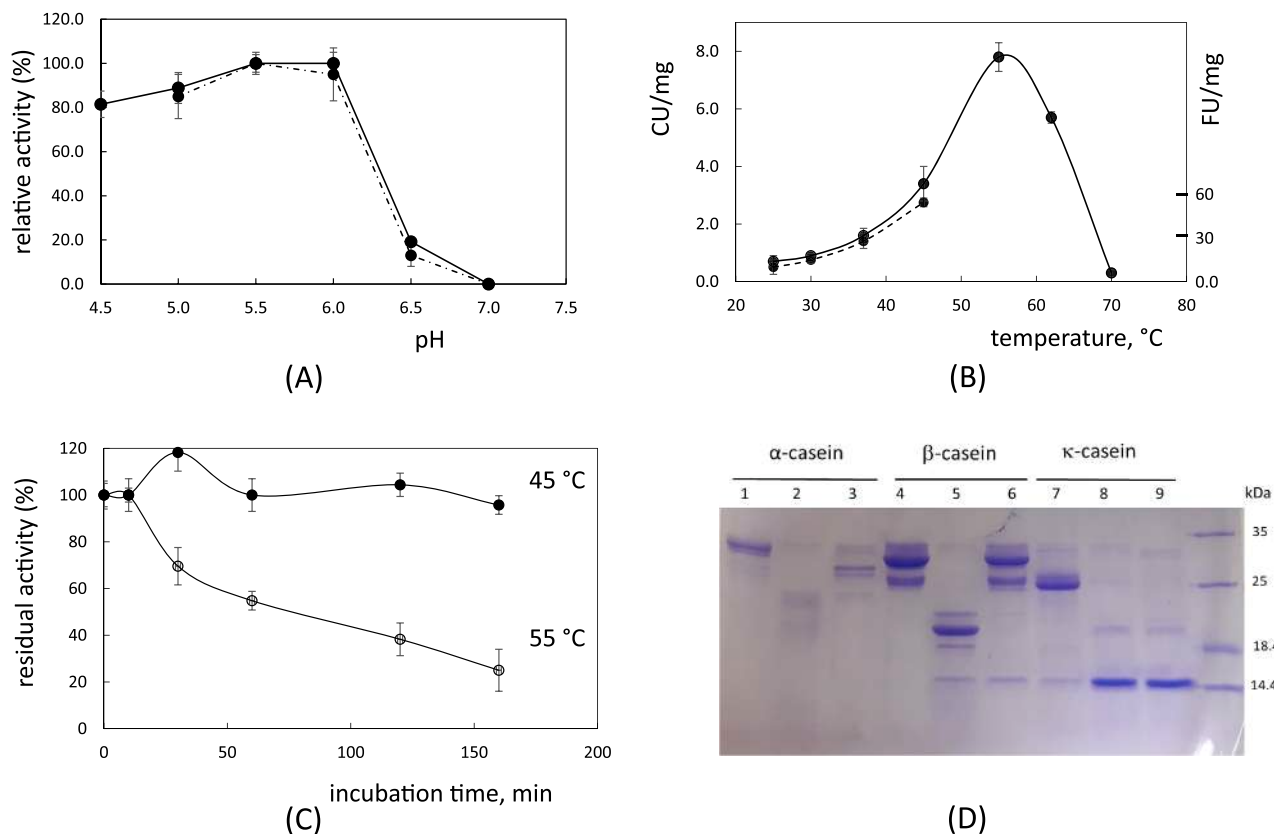 120.0
100.0
80.0
60.0
40.0
20.0
0.0
relative activity (%)
4.5 5.0 5.5 6.0 6.5 7.0 7.5
pH
(A)
8.0
6.0
4.0
2.0
0.0
CU/mg
FU/mg
60
30
0.0
20 30 40 50 60 70 80
temperature, °C
(B)
120
100
80
60
40
20
0
residual activity (%)
45 °C
55 °C
0 50 100 150 200
incubation time, min
(C)
α-casein β-casein κ-casein
1 2 3 4 5 6 7 8 9 kDa
35
25
18.4
14.4
(D)